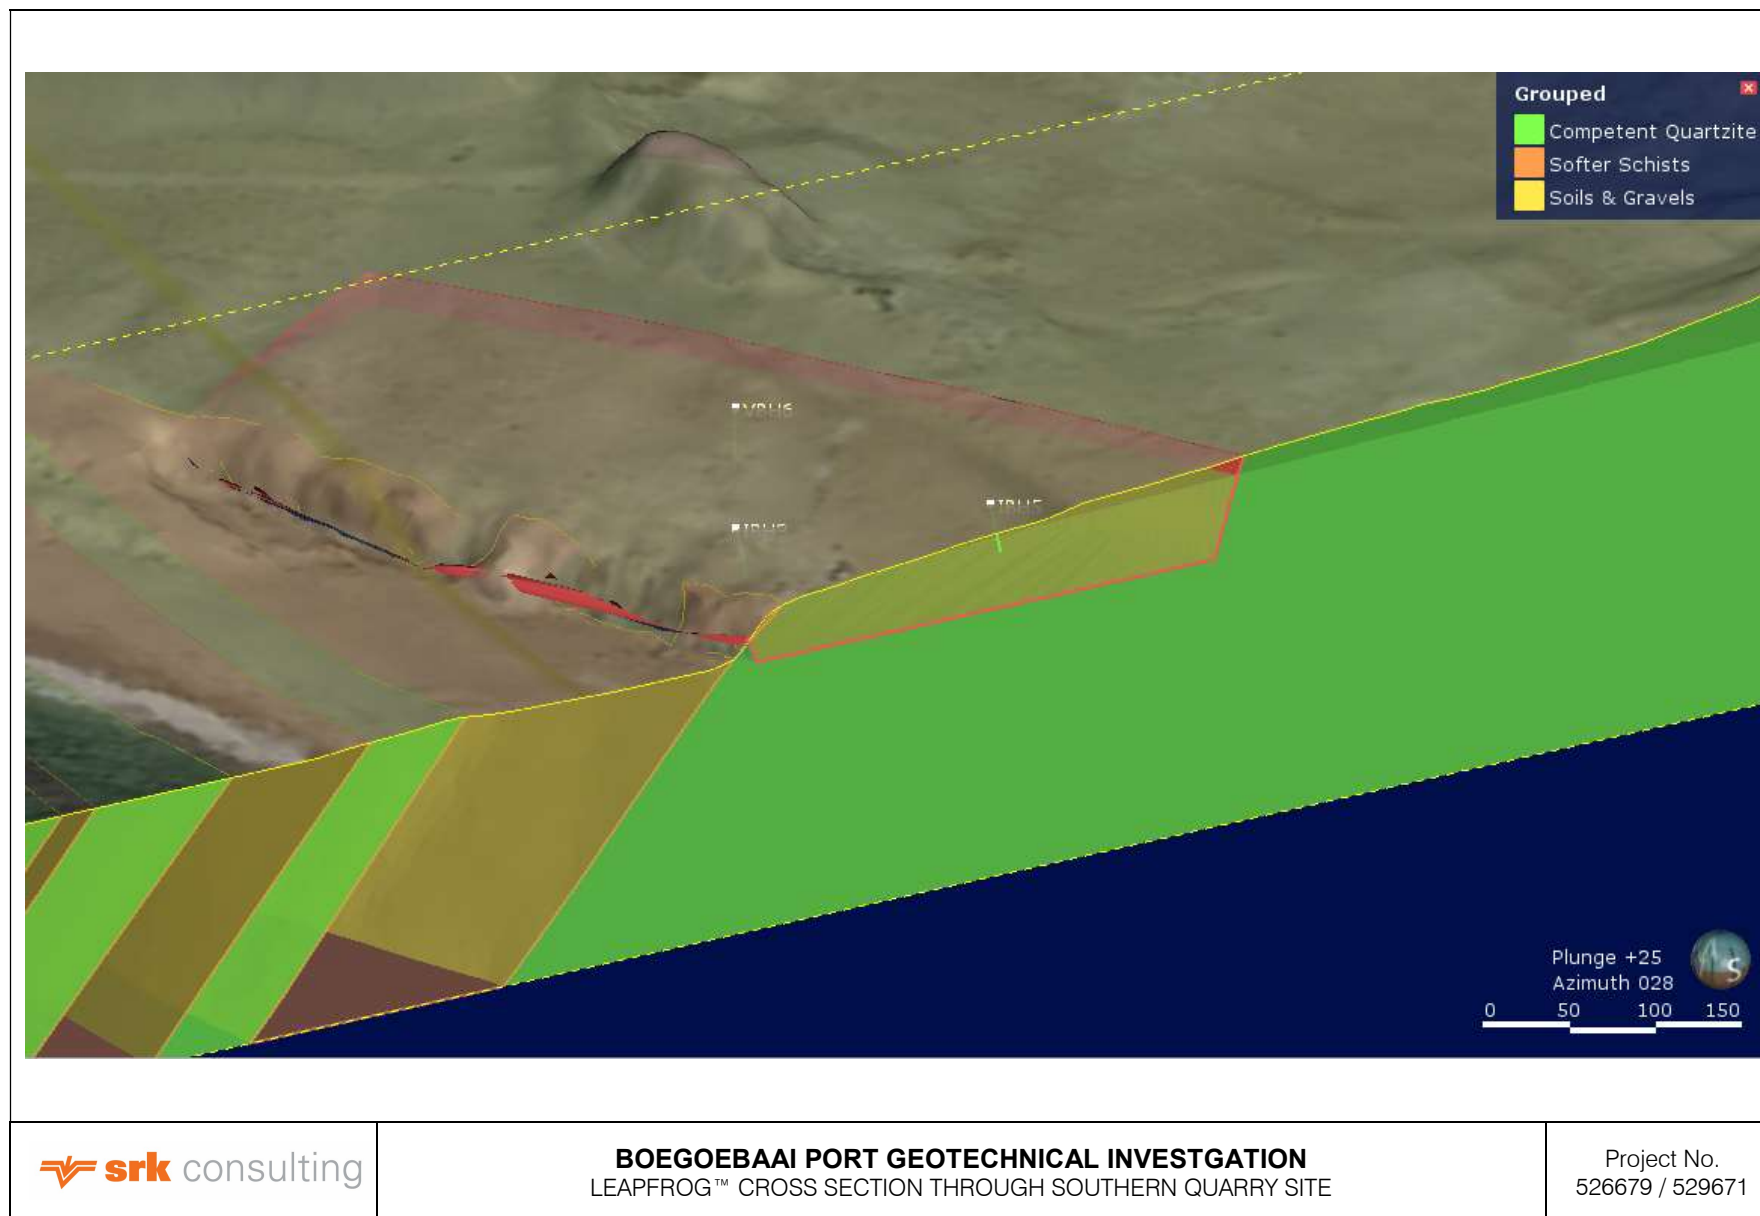 Grouped
Competent Quartzite
Softer Schists
Soils & Gravels
Plunge +25
Azimuth 028
S
0 50 100 150
srk consulting
BOEGOEBAAI PORT GEOTECHNICAL INVESTGATION
LEAPFROG™ CROSS SECTION THROUGH SOUTHERN QUARRY SITE
Project No.
526679 / 529671